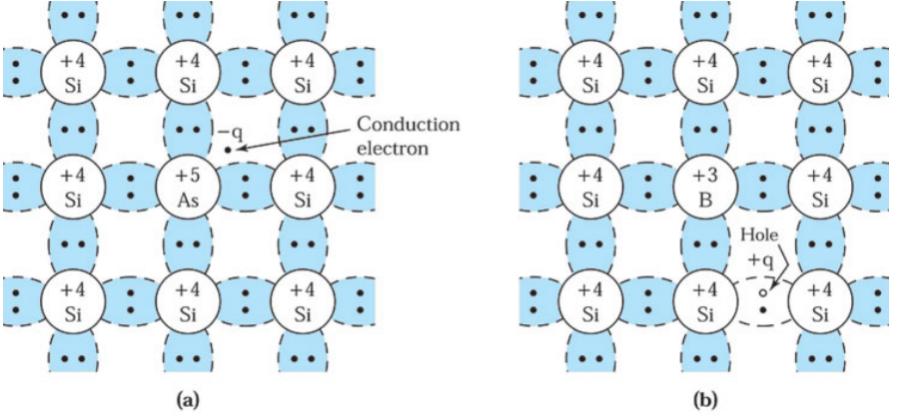 +4 +4 +4
Si Si Si
−q
Conduction
electron
+4 +5 +4
Si As Si
+4 +4 +4
Si Si Si
(a)
+4 +4 +4
Si Si Si
+4 +3 +4
Si B Si
Hole
+q
+4 +4 +4
Si Si Si
(b)